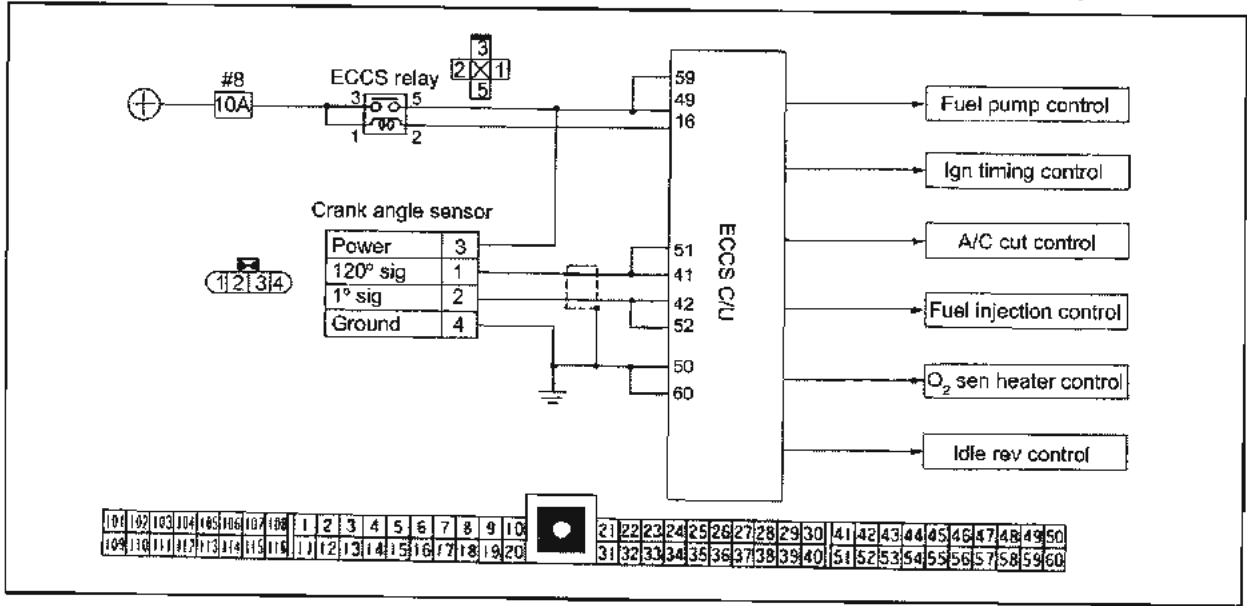 #8
10A
ECCS relay
3 5
1 2
3
2 1
5
59
49
16
Fuel pump control
Ign timing control
Crank angle sensor
Power 3
120° sig 1
1° sig 2
Ground 4
1 2 3 4
51
41
42
52
50
60
ECCS C/U
A/C cut control
Fuel injection control
O₂ sen heater control
Idle rev control
101 102 103 104 105 106 107 108 1 2 3 4 5 6 7 8 9 10 21 22 23 24 25 26 27 28 29 30 41 42 43 44 45 46 47 48 49 50
109 110 111 112 113 114 115 116 11 12 13 14 15 16 17 18 19 20 31 32 33 34 35 36 37 38 39 40 51 52 53 54 55 56 57 58 59 60